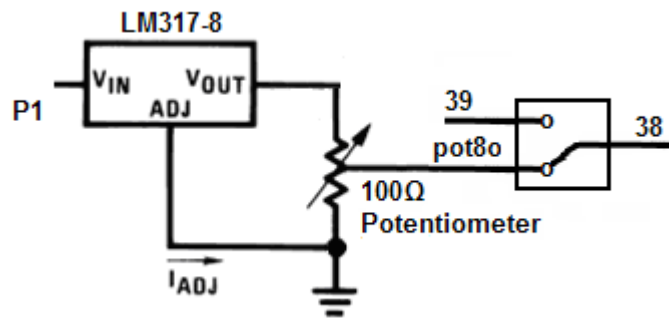 LM317-8
VIN VOUT
ADJ
P1
39
38
pot8o
100Ω
Potentiometer
IADJ